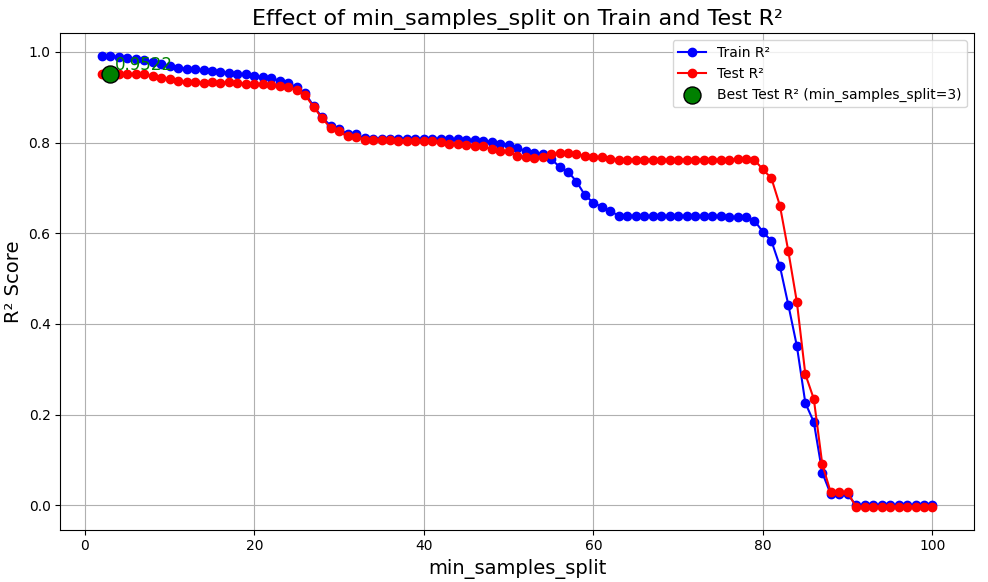 Effect of min_samples_split on Train and Test R²
Train R²
Test R²
Best Test R² (min_samples_split=3)
1.0
0.8
0.6
0.4
0.2
0.0
R² Score
0
20
40
60
80
100
min_samples_split